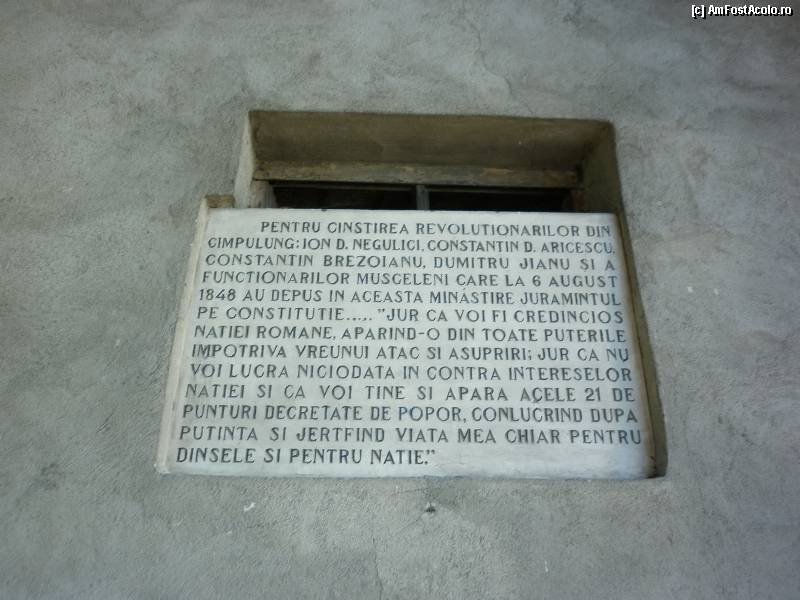 [c] AmFostAcolo.ro
PENTRU CINSTIREA REVOLUTIONARILOR DIN
CIMPULUNG: ION D. NEGULICI, CONSTANTIN D. ARICESCU,
CONSTANTIN BREZOIANU, DUMITRU JIANU SI A
FUNCTIONARILOR MUSCELENI CARE LA 6 AUGUST
1848 AU DEPUS IN ACEASTA MINASTIRE JURAMINTUL
PE CONSTITUTIE..... "JUR CA VOI FI CREDINCIOS
NATIEI ROMANE, APARIND-O DIN TOATE PUTERILE
IMPOTRIVA VREUNUI ATAC SI ASUPRIRI; JUR CA NU
VOI LUCRA NICIODATA IN CONTRA INTERESELOR
NATIEI SI CA VOI TINE SI APARA ACELE 21 DE
PUNTURI DECRETATE DE POPOR, CONLUCRIND DUPA
PUTINTA SI JERTFIND VIATA MEA CHIAR PENTRU
DINSELE SI PENTRU NATIE."